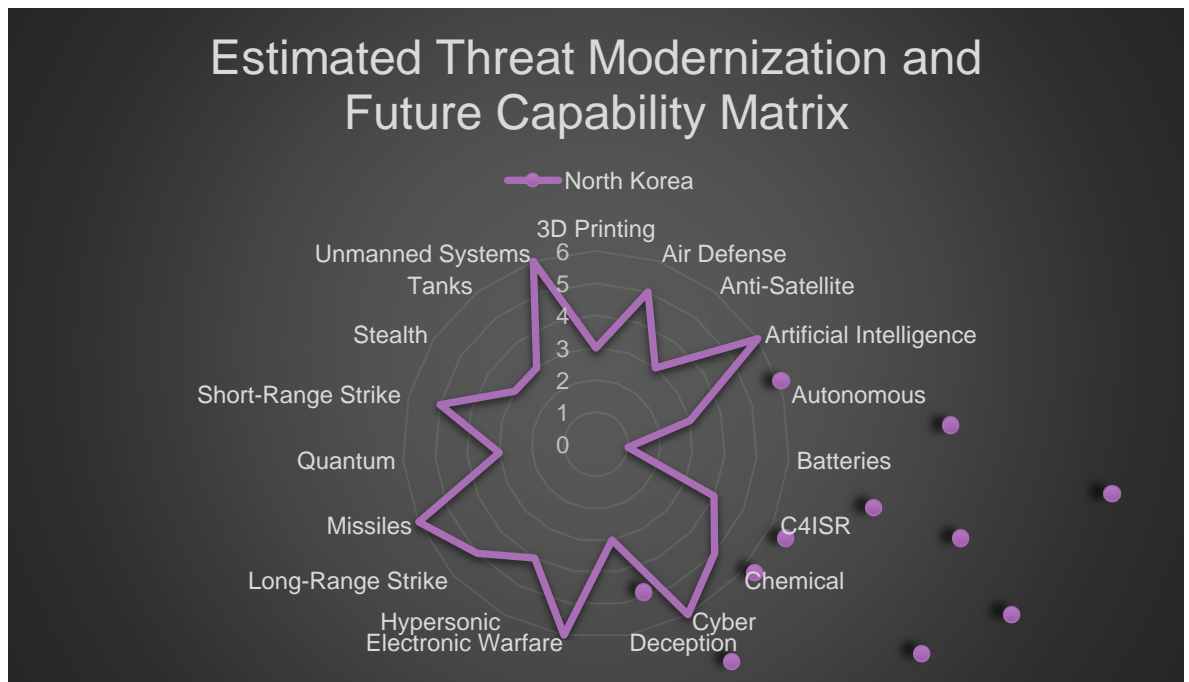 Estimated Threat Modernization and
Future Capability Matrix
North Korea
3D Printing
Unmanned Systems
6
Air Defense
Tanks
5
Anti-Satellite
4
Stealth
3
Artificial Intelligence
2
Short-Range Strike
1
Autonomous
0
Quantum
Batteries
Missiles
C4ISR
Long-Range Strike
Chemical
Hypersonic
Cyber
Electronic Warfare
Deception